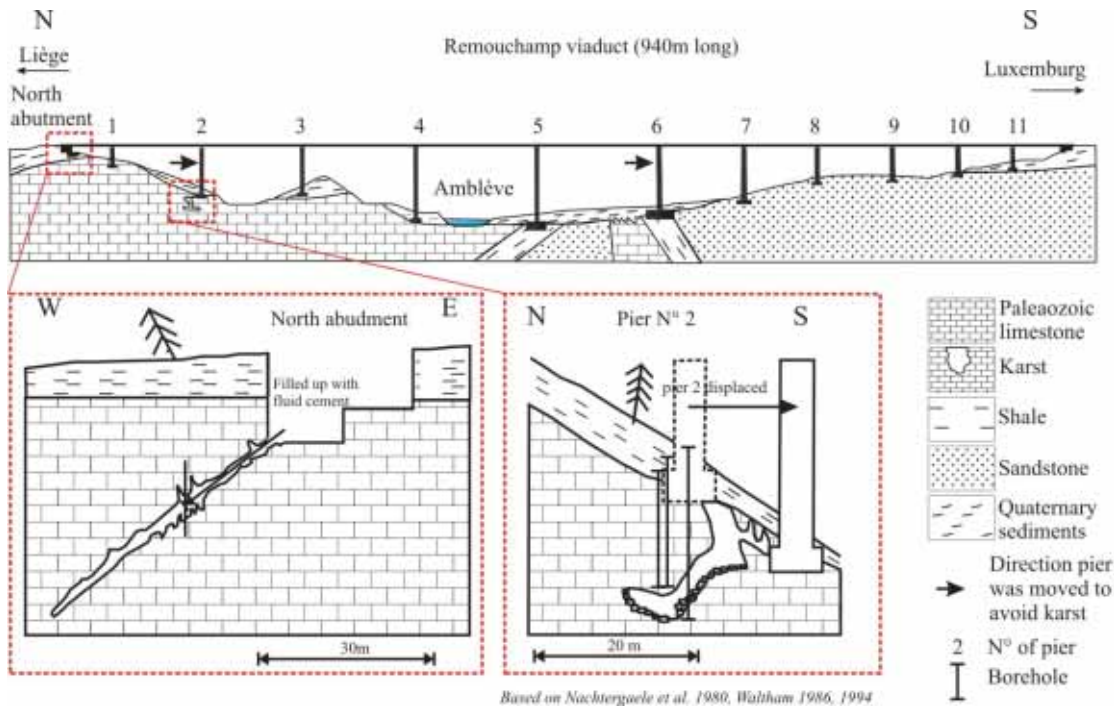 N
S
Remouchamp viaduct (940m long)
Liège
Luxemburg
North
abutment
1 2 3 4 5 6 7 8 9 10 11
Amblève
W
E
North abudment
Filled up with
fluid cement
30m
N
Pier N° 2
S
pier 2 displaced
20 m
Paleaozoic
limestone
Karst
Shale
Sandstone
Quaternary
sediments
Direction pier
was moved to
avoid karst
2 N° of pier
Borehole
Based on Nachtergaele et al. 1980, Waltham 1986, 1994